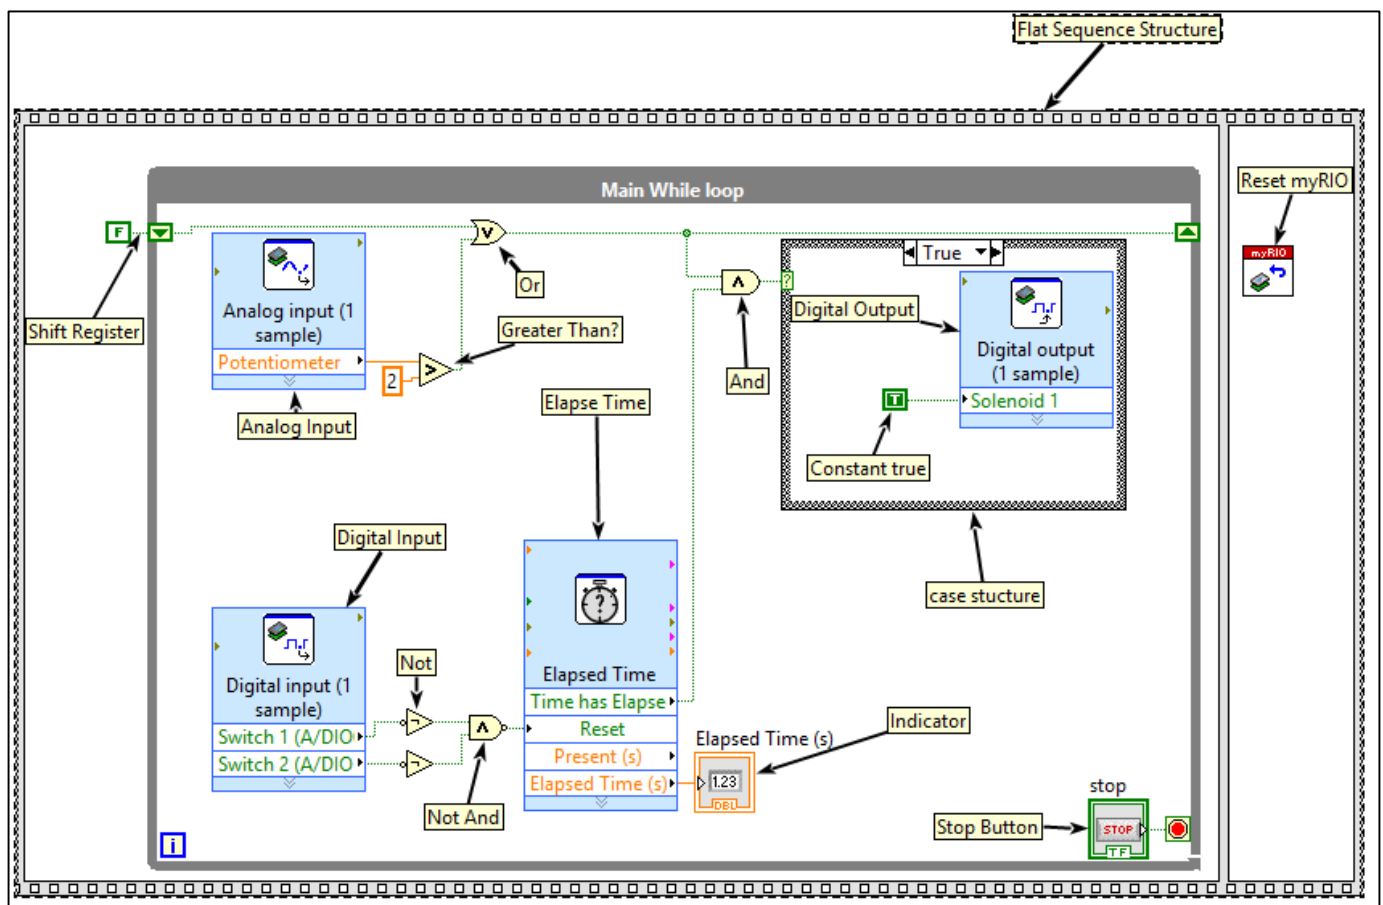 Flat Sequence Structure
Main While loop
Reset myRIO
myRIO
F
V
Or
True
?
Shift Register
Analog input (1
sample)
Potentiometer
2
>
Greater Than?
Analog Input
Elapse Time
Λ
And
Digital Output
Digital output
(1 sample)
T
Solenoid 1
Constant true
case stucture
Digital Input
Digital input (1
sample)
Switch 1 (A/DIO
Switch 2 (A/DIO
Not
¬
¬
Λ
Not And
?
Elapsed Time
Time has Elapse
Reset
Present (s)
Elapsed Time (s)
Elapsed Time (s)
1.23
DBL
Indicator
stop
Stop Button
STOP
TF
i